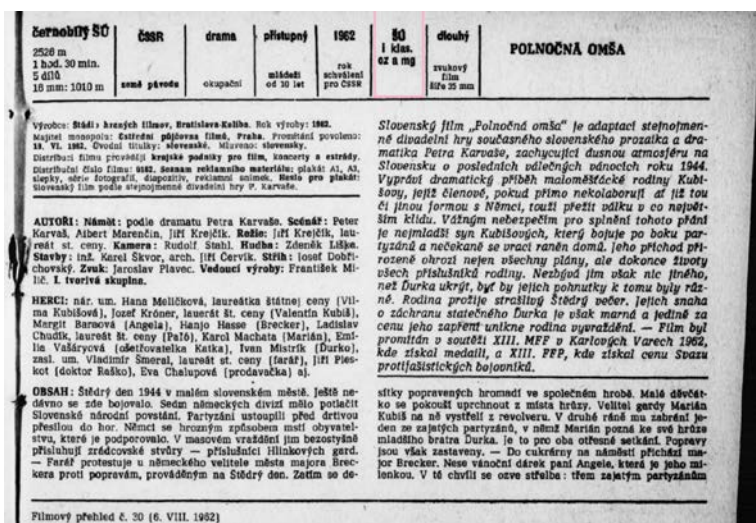 černobílý ŠÚ
2526 m
1 hod. 30 min.
5 dílů
16 mm: 1010 m
ČSSR
země původu
drama
okupační
přístupný
mládeži
od 10 let
1962
rok
schválení
pro ČSSR
ŠÚ
I klas.
oz a mg
dlouhý
zvukový
film
šíře 35 mm
POLNOČNÁ OMŠA
Výrobce: Štúdio hraných filmov, Bratislava-Koliba. Rok výroby: 1962.
Majitel monopolu: Ústřední půjčovna filmů, Praha. Promítání povoleno:
19. VI. 1962. Úvodní titulky: slovenské. Mluveno: slovensky.
Distribuci filmu provádějí krajské podniky pro film, koncerty a estrády.
Distribuční číslo filmu: 0182. Seznam reklamního materiálu: plakát A1, A3,
slepky, série fotografií, diapozitiv, reklamní snímek. Heslo pro plakát:
Slovenský film podle stejnojmenné divadelní hry P. Karvaše.
AUTOŘI: Námět: podle dramatu Petra Karvaše. Scénář: Peter
Karvaš, Albert Marenčin, Jiří Krejčík. Režie: Jiří Krejčík, lau-
reát st. ceny. Kamera: Rudolf Stahl. Hudba: Zdeněk Liška.
Stavby: inž. Karel Škvor, arch. Jiří Červík. Střih: Josef Dobři-
chovský. Zvuk: Jaroslav Plavec. Vedoucí výroby: František Mi-
lič. I. tvorivá skupina.
HERCI: nár. um. Hana Meličková, laureátka štátnej ceny (Vil-
ma Kubišová), Jozef Króner, lauerát št. ceny (Valentín Kubiš),
Margit Baraová (Angela), Hanjo Hasse (Brecker), Ladislav
Chudík, laureát št. ceny (Palō), Karol Machata (Marián), Emí-
lia Vašáryová (ošetřovatelka Katka), Ivan Mistrík (Ďurko),
zasl. um. Vladimír Šmeral, laureát st. ceny (farář), Jiří Ples-
kot (doktor Raško), Eva Chalupová (prodavačka) aj.
OBSAH: Štědrý den 1944 v malém slovenském městě. Ještě ne-
dávno se zde bojovalo. Sedm německých divizí mělo potlačit
Slovenské národní povstání. Partyzáni ustoupili před drtivou
přesilou do hor. Němci se hrozným způsobem mstí obyvatel-
stvu, které je podporovalo. V masovém vraždění jim bezostyšně
přisluhují zrádcovské stvůry — příslušníci Hlinkových gard.
— Farář protestuje u německého velitele města majora Brec-
kera proti popravám, prováděným na Štědrý den. Zatím se de-
Slovenský film „Polnočná omša“ je adaptací stejnojmen-
né divadelní hry současného slovenského prozaika a dra-
matika Petra Karvaše, zachycující dusnou atmosféru na
Slovensku o posledních válečných vánocích roku 1944.
Vypráví dramatický příběh maloměšťácké rodiny Kubi-
šovy, jejíž členové, pokud přímo nekolaborují ať již tou
či jinou formou s Němci, touží přežít válku v co největ-
ším klidu. Vážným nebezpečím pro splnění tohoto přání
je nejmladší syn Kubišových, který bojuje po boku par-
tyzánů a nečekaně se vrací raněn domů. Jeho příchod při-
rozeně ohrozí nejen všechny plány, ale dokonce životy
všech příslušníků rodiny. Nezbývá jim však nic jiného,
než Ďurka ukrýt, byť by jejich pohnutky k tomu byly růz-
né. Rodina prožije strašlivý Štědrý večer. Jejich snaha
o záchranu statečného Ďurka je však marná a jedině za
cenu jeho zapření unikne rodina vyvraždění. — Film byl
promítán v soutěži XIII. MFF v Karlových Varech 1962,
kde získal medaili, a XIII. FFP, kde získal cenu Svazu
protifašistických bojovníků.
sítky popravených hromadí ve společném hrobě. Malé děvčát-
ko se pokouší uprchnout z místa hrůzy. Velitel gardy Marián
Kubiš na ně vystřelí z revolveru. V druhé ráně mu zabrání je-
den ze zajatých partyzánů, v němž Marián pozná ke své hrůze
mladšího bratra Ďurka. Je to pro oba otřesné setkání. Popravy
jsou však zastaveny. — Do cukrárny na náměstí přichází ma-
jor Brecker. Nese vánoční dárek paní Angele, která je jeho mi-
lenkou. V té chvíli se ozve střelba: třem zajatým partyzánům
Filmový přehled č. 30 (6. VIII. 1962)